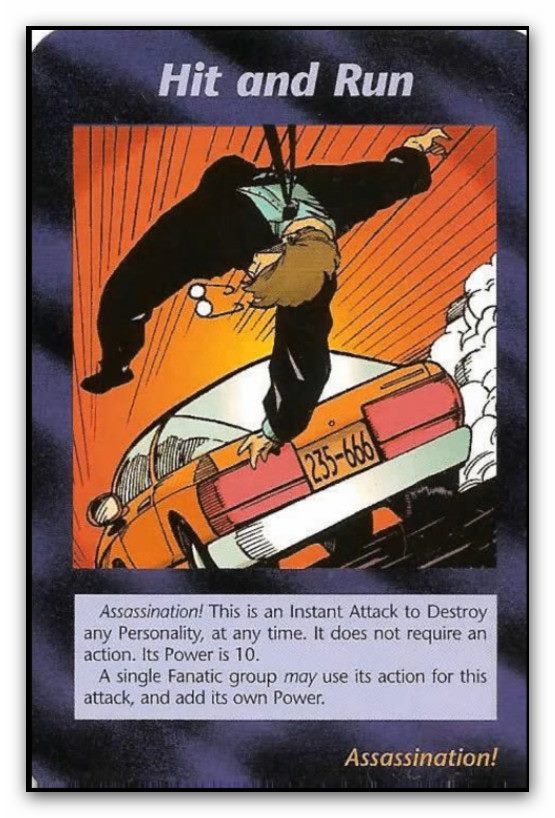 Hit and Run
235-666
Assassination! This is an Instant Attack to Destroy
any Personality, at any time. It does not require an
action. Its Power is 10.
A single Fanatic group may use its action for this
attack, and add its own Power.
Assassination!